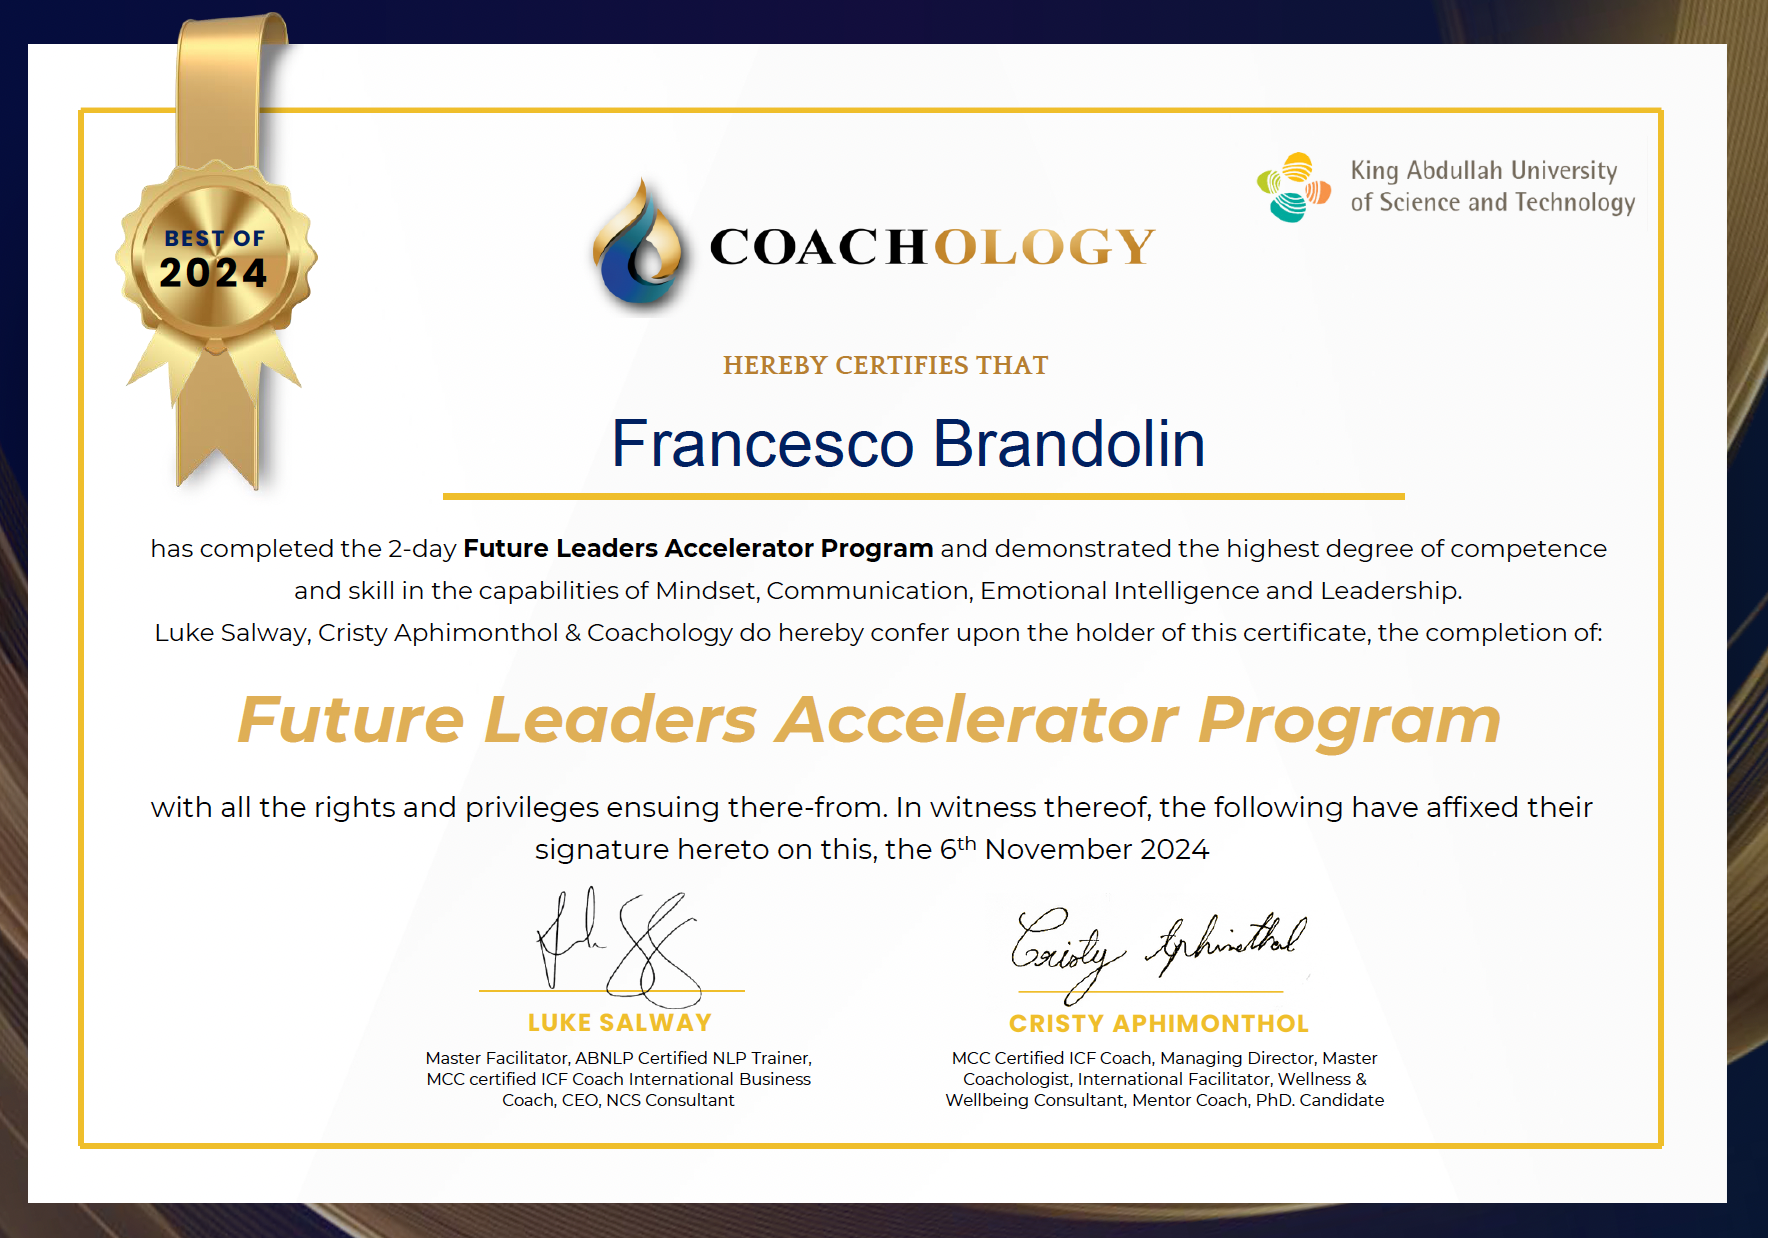 BEST OF
2024
COACHOLOGY
King Abdullah University
of Science and Technology
HEREBY CERTIFIES THAT
Francesco Brandolin
has completed the 2-day Future Leaders Accelerator Program and demonstrated the highest degree of competence
and skill in the capabilities of Mindset, Communication, Emotional Intelligence and Leadership.
Luke Salway, Cristy Aphimonthol & Coachology do hereby confer upon the holder of this certificate, the completion of:
Future Leaders Accelerator Program
with all the rights and privileges ensuing there-from. In witness thereof, the following have affixed their
signature hereto on this, the 6th November 2024
Cristy Aphimonthol
LUKE SALWAY
Master Facilitator, ABNLP Certified NLP Trainer,
MCC certified ICF Coach International Business
Coach, CEO, NCS Consultant
CRISTY APHIMONTHOL
MCC Certified ICF Coach, Managing Director, Master
Coachologist, International Facilitator, Wellness &
Wellbeing Consultant, Mentor Coach, PhD. Candidate